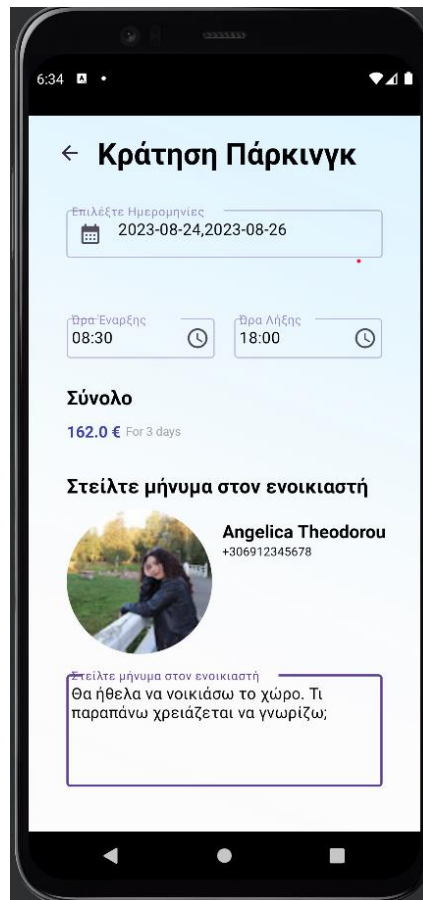 6:34
← Κράτηση Πάρκινγκ
Επιλέξτε Ημερομηνίες
2023-08-24,2023-08-26
Ώρα Έναρξης
08:30
Ώρα Λήξης
18:00
Σύνολο
162.0 € For 3 days
Στείλτε μήνυμα στον ενοικιαστή
Angelica Theodorou
+306912345678
Στείλτε μήνυμα στον ενοικιαστή
Θα ήθελα να νοικιάσω το χώρο. Τι
παραπάνω χρειάζεται να γνωρίζω;